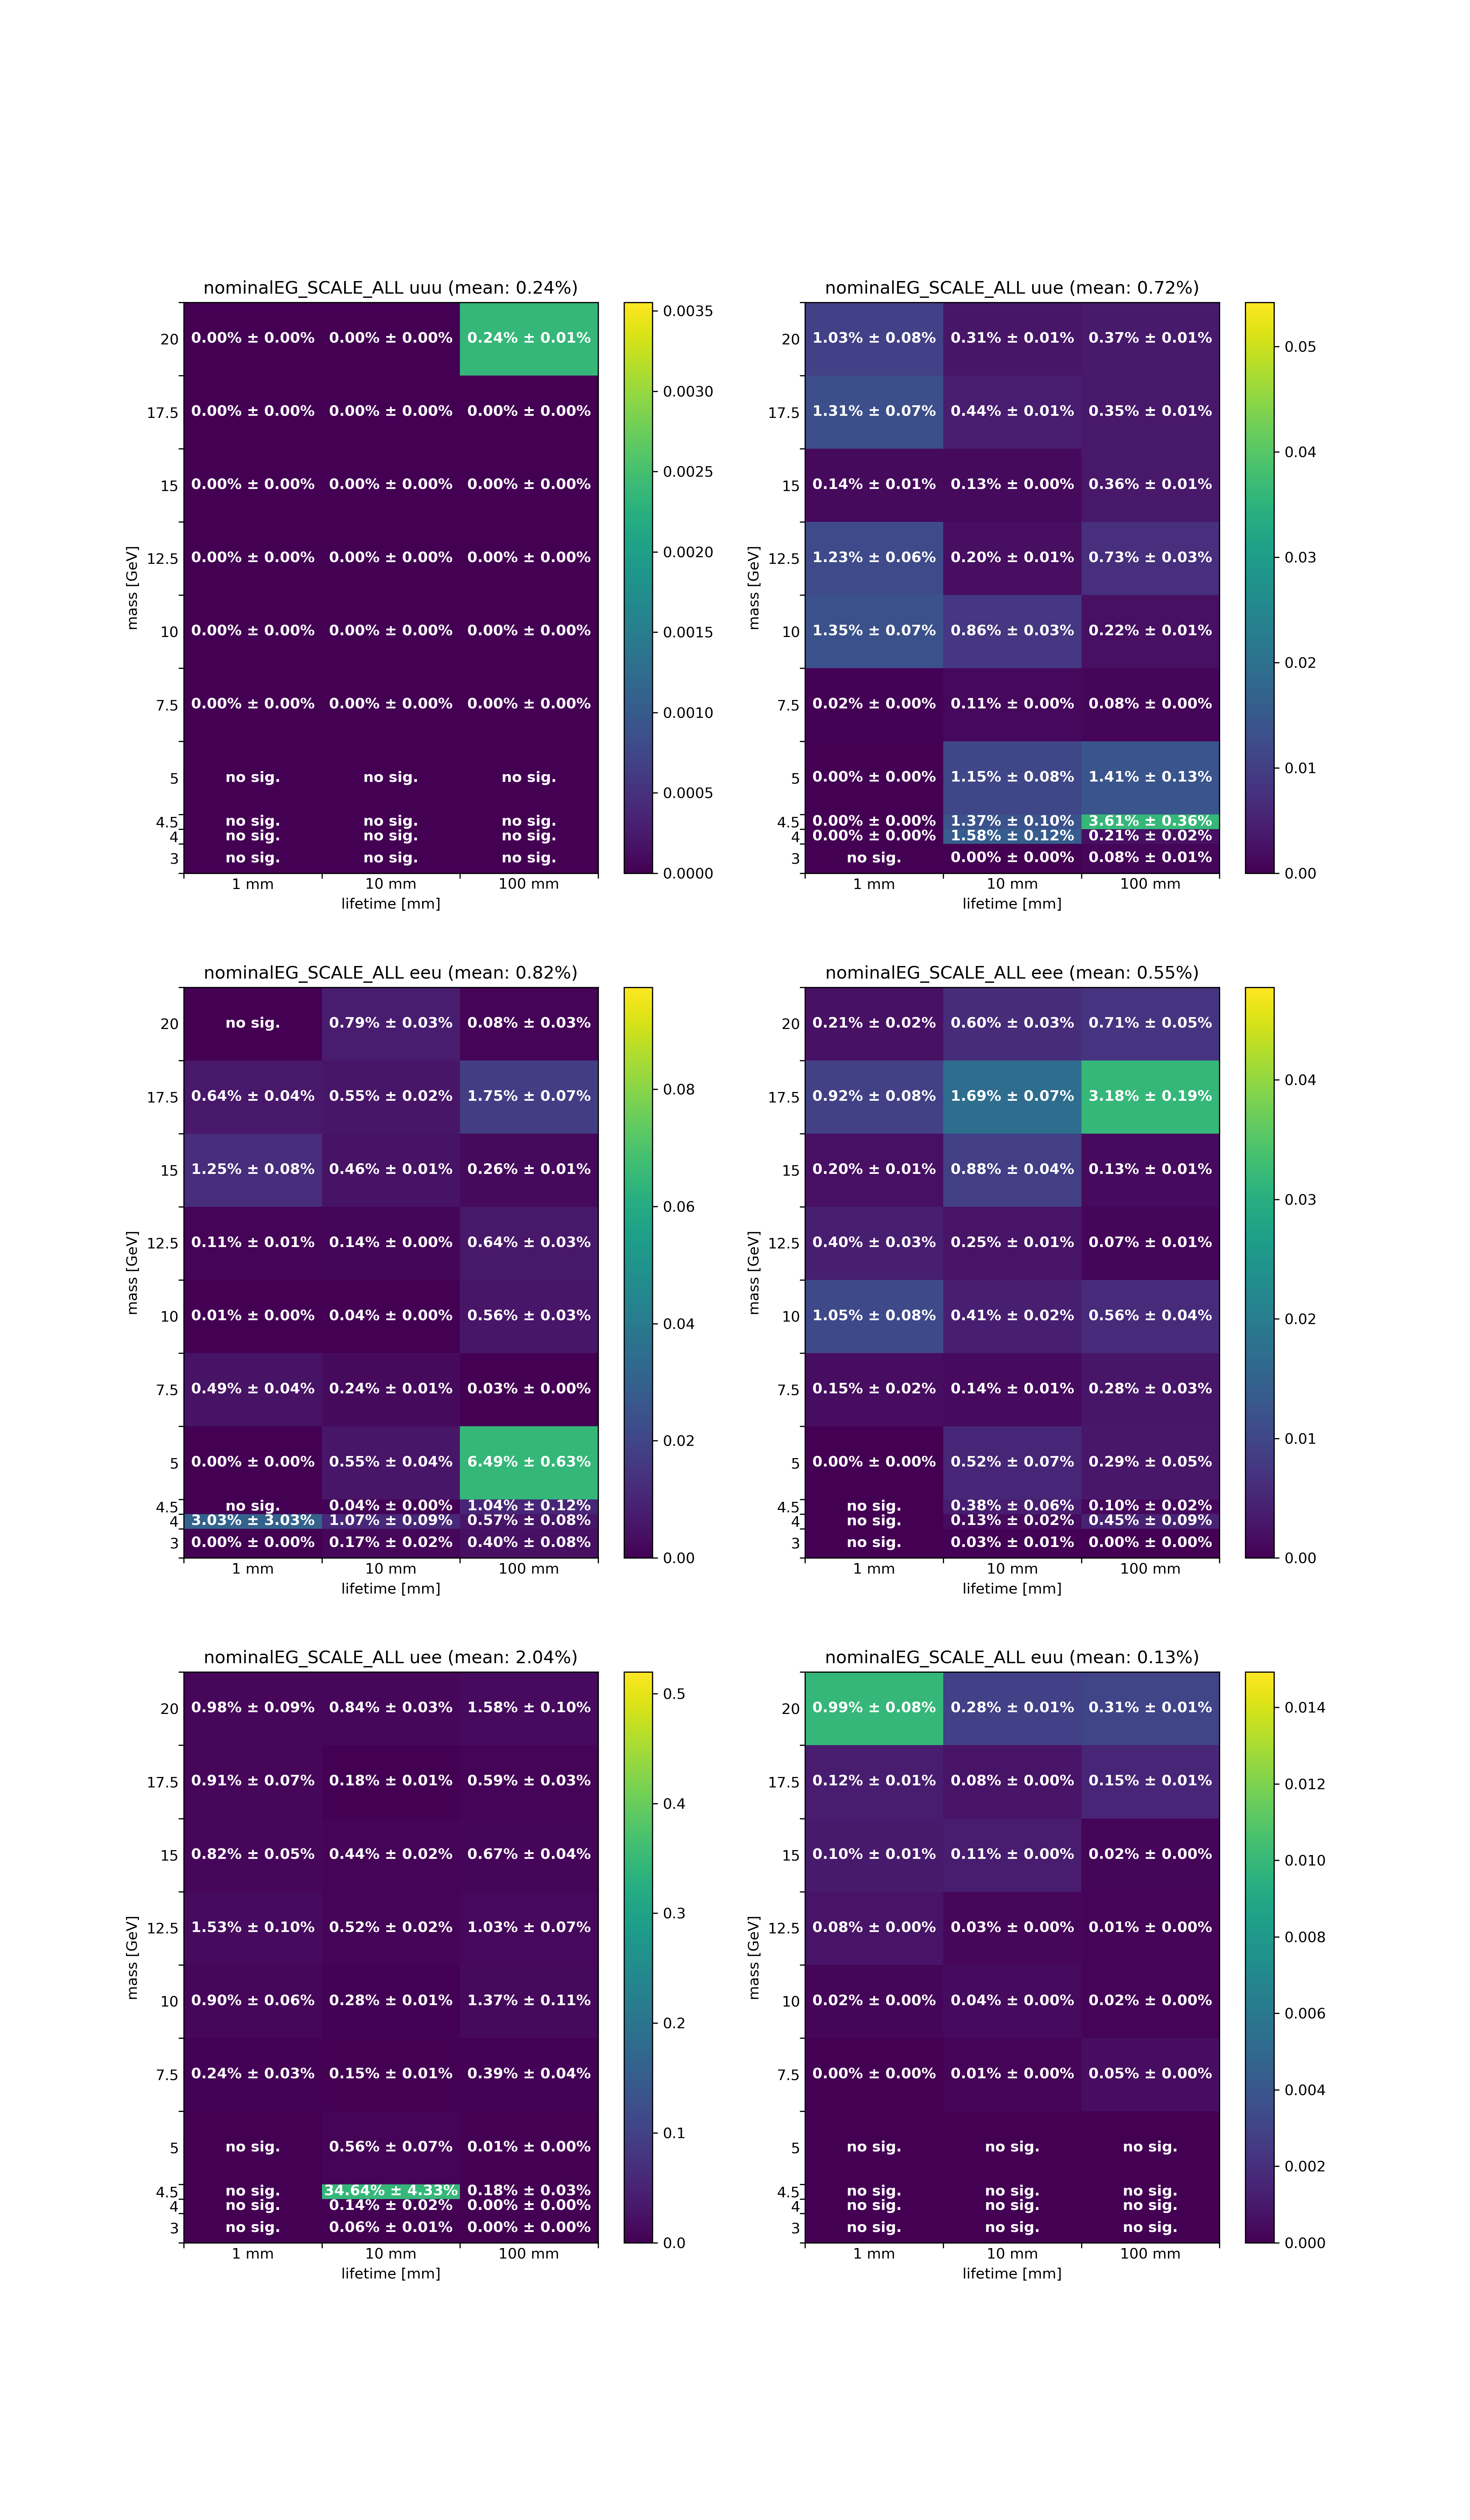 nominalEG_SCALE_ALL uuu (mean: 0.24%)
20 0.00% ± 0.00% 0.00% ± 0.00% 0.24% ± 0.01%
17.5 0.00% ± 0.00% 0.00% ± 0.00% 0.00% ± 0.00%
15 0.00% ± 0.00% 0.00% ± 0.00% 0.00% ± 0.00%
12.5 0.00% ± 0.00% 0.00% ± 0.00% 0.00% ± 0.00%
10 0.00% ± 0.00% 0.00% ± 0.00% 0.00% ± 0.00%
7.5 0.00% ± 0.00% 0.00% ± 0.00% 0.00% ± 0.00%
5 no sig. no sig. no sig.
4.5 no sig. no sig. no sig.
4 no sig. no sig. no sig.
3 no sig. no sig. no sig.
1 mm 10 mm 100 mm
lifetime [mm]
mass [GeV]
0.0035
0.0030
0.0025
0.0020
0.0015
0.0010
0.0005
0.0000
nominalEG_SCALE_ALL uue (mean: 0.72%)
20 1.03% ± 0.08% 0.31% ± 0.01% 0.37% ± 0.01%
17.5 1.31% ± 0.07% 0.44% ± 0.01% 0.35% ± 0.01%
15 0.14% ± 0.01% 0.13% ± 0.00% 0.36% ± 0.01%
12.5 1.23% ± 0.06% 0.20% ± 0.01% 0.73% ± 0.03%
10 1.35% ± 0.07% 0.86% ± 0.03% 0.22% ± 0.01%
7.5 0.02% ± 0.00% 0.11% ± 0.00% 0.08% ± 0.00%
5 0.00% ± 0.00% 1.15% ± 0.08% 1.41% ± 0.13%
4.5 0.00% ± 0.00% 1.37% ± 0.10% 3.61% ± 0.36%
4 0.00% ± 0.00% 1.58% ± 0.12% 0.21% ± 0.02%
3 no sig. 0.00% ± 0.00% 0.08% ± 0.01%
1 mm 10 mm 100 mm
lifetime [mm]
mass [GeV]
0.05
0.04
0.03
0.02
0.01
0.00
nominalEG_SCALE_ALL eeu (mean: 0.82%)
20 no sig. 0.79% ± 0.03% 0.08% ± 0.03%
17.5 0.64% ± 0.04% 0.55% ± 0.02% 1.75% ± 0.07%
15 1.25% ± 0.08% 0.46% ± 0.01% 0.26% ± 0.01%
12.5 0.11% ± 0.01% 0.14% ± 0.00% 0.64% ± 0.03%
10 0.01% ± 0.00% 0.04% ± 0.00% 0.56% ± 0.03%
7.5 0.49% ± 0.04% 0.24% ± 0.01% 0.03% ± 0.00%
5 0.00% ± 0.00% 0.55% ± 0.04% 6.49% ± 0.63%
4.5 no sig. 0.04% ± 0.00% 1.04% ± 0.12%
4 3.03% ± 3.03% 1.07% ± 0.09% 0.57% ± 0.08%
3 0.00% ± 0.00% 0.17% ± 0.02% 0.40% ± 0.08%
1 mm 10 mm 100 mm
lifetime [mm]
mass [GeV]
0.08
0.06
0.04
0.02
0.00
nominalEG_SCALE_ALL eee (mean: 0.55%)
20 0.21% ± 0.02% 0.60% ± 0.03% 0.71% ± 0.05%
17.5 0.92% ± 0.08% 1.69% ± 0.07% 3.18% ± 0.19%
15 0.20% ± 0.01% 0.88% ± 0.04% 0.13% ± 0.01%
12.5 0.40% ± 0.03% 0.25% ± 0.01% 0.07% ± 0.01%
10 1.05% ± 0.08% 0.41% ± 0.02% 0.56% ± 0.04%
7.5 0.15% ± 0.02% 0.14% ± 0.01% 0.28% ± 0.03%
5 0.00% ± 0.00% 0.52% ± 0.07% 0.29% ± 0.05%
4.5 no sig. 0.38% ± 0.06% 0.10% ± 0.02%
4 no sig. 0.13% ± 0.02% 0.45% ± 0.09%
3 no sig. 0.03% ± 0.01% 0.00% ± 0.00%
1 mm 10 mm 100 mm
lifetime [mm]
mass [GeV]
0.04
0.03
0.02
0.01
0.00
nominalEG_SCALE_ALL uee (mean: 2.04%)
20 0.98% ± 0.09% 0.84% ± 0.03% 1.58% ± 0.10%
17.5 0.91% ± 0.07% 0.18% ± 0.01% 0.59% ± 0.03%
15 0.82% ± 0.05% 0.44% ± 0.02% 0.67% ± 0.04%
12.5 1.53% ± 0.10% 0.52% ± 0.02% 1.03% ± 0.07%
10 0.90% ± 0.06% 0.28% ± 0.01% 1.37% ± 0.11%
7.5 0.24% ± 0.03% 0.15% ± 0.01% 0.39% ± 0.04%
5 no sig. 0.56% ± 0.07% 0.01% ± 0.00%
4.5 no sig. 34.64% ± 4.33% 0.18% ± 0.03%
4 no sig. 0.14% ± 0.02% 0.00% ± 0.00%
3 no sig. 0.06% ± 0.01% 0.00% ± 0.00%
1 mm 10 mm 100 mm
lifetime [mm]
mass [GeV]
0.5
0.4
0.3
0.2
0.1
0.0
nominalEG_SCALE_ALL euu (mean: 0.13%)
20 0.99% ± 0.08% 0.28% ± 0.01% 0.31% ± 0.01%
17.5 0.12% ± 0.01% 0.08% ± 0.00% 0.15% ± 0.01%
15 0.10% ± 0.01% 0.11% ± 0.00% 0.02% ± 0.00%
12.5 0.08% ± 0.00% 0.03% ± 0.00% 0.01% ± 0.00%
10 0.02% ± 0.00% 0.04% ± 0.00% 0.02% ± 0.00%
7.5 0.00% ± 0.00% 0.01% ± 0.00% 0.05% ± 0.00%
5 no sig. no sig. no sig.
4.5 no sig. no sig. no sig.
4 no sig. no sig. no sig.
3 no sig. no sig. no sig.
1 mm 10 mm 100 mm
lifetime [mm]
mass [GeV]
0.014
0.012
0.010
0.008
0.006
0.004
0.002
0.000